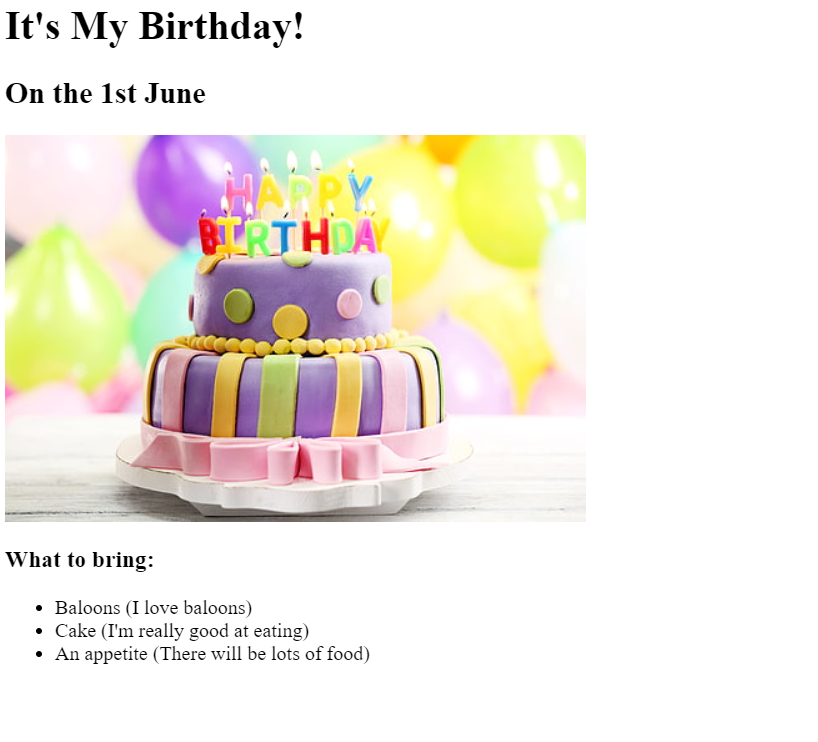 It's My Birthday!
On the 1st June
HAPPY
BIRTHDAY
What to bring:
Baloons (I love baloons)
Cake (I'm really good at eating)
An appetite (There will be lots of food)